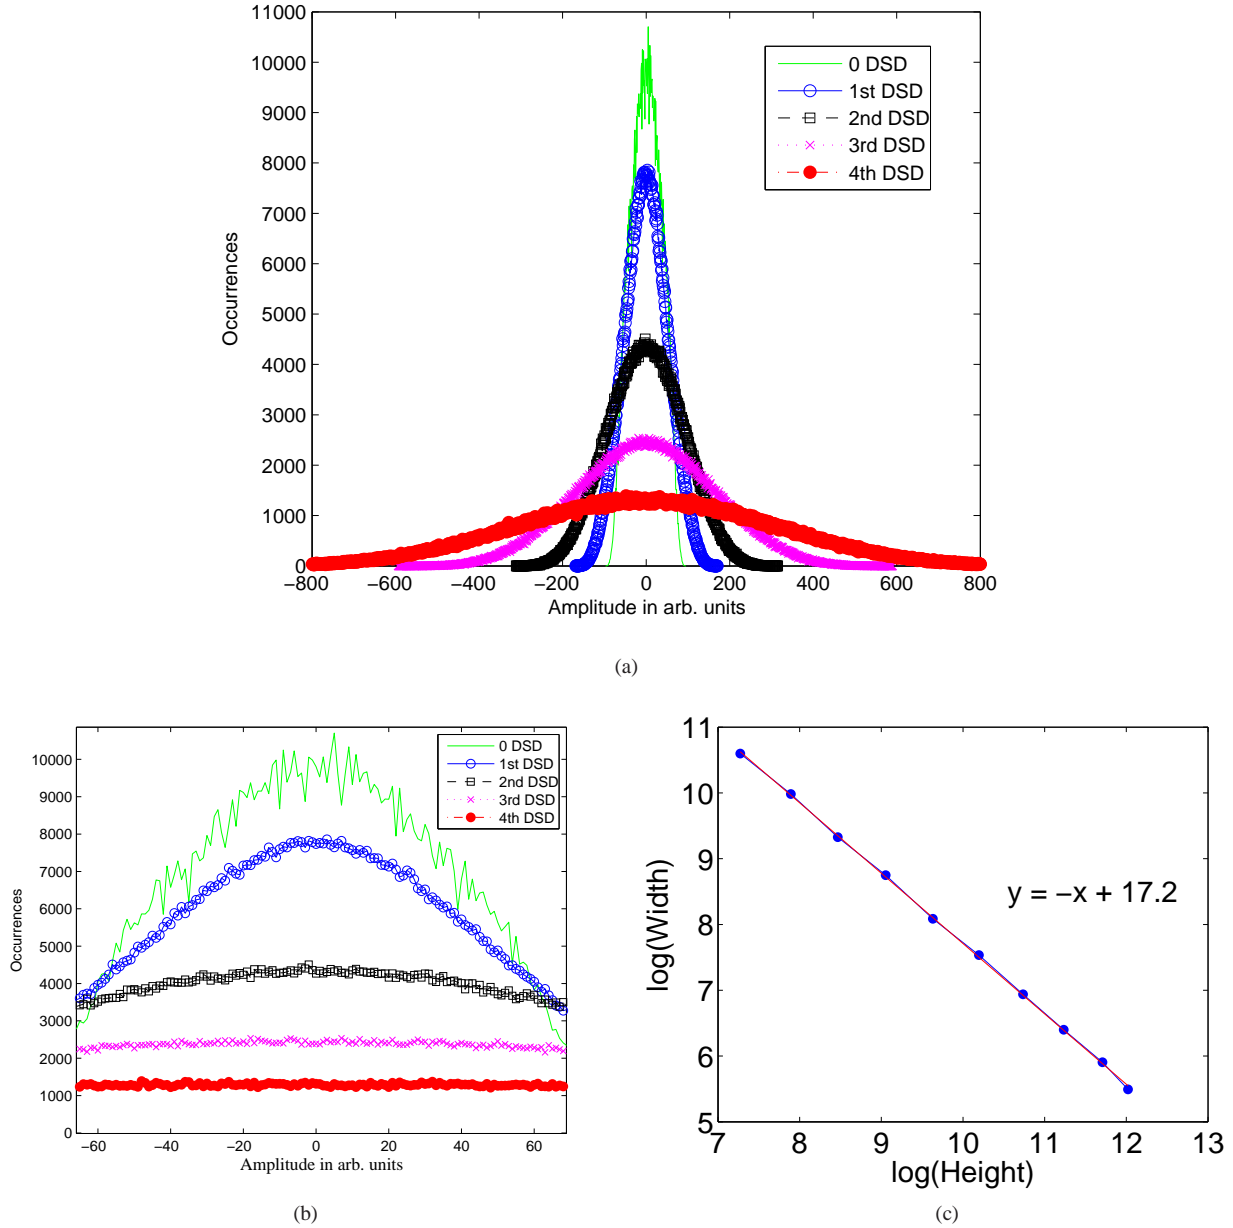 11000
10000
9000
8000
7000
6000
5000
4000
3000
2000
1000
0
Occurrences
−800 −600 −400 −200 0 200 400 600 800
Amplitude in arb. units
0 DSD
1st DSD
2nd DSD
3rd DSD
4th DSD
(a)
10000
9000
8000
7000
6000
5000
4000
3000
2000
1000
0
Occurrences
−60 −40 −20 0 20 40 60
Amplitude in arb. units
0 DSD
1st DSD
2nd DSD
3rd DSD
4th DSD
(b)
11
10
9
8
7
6
5
log(Width)
y = −x + 17.2
7 8 9 10 11 12 13
log(Height)
(c)